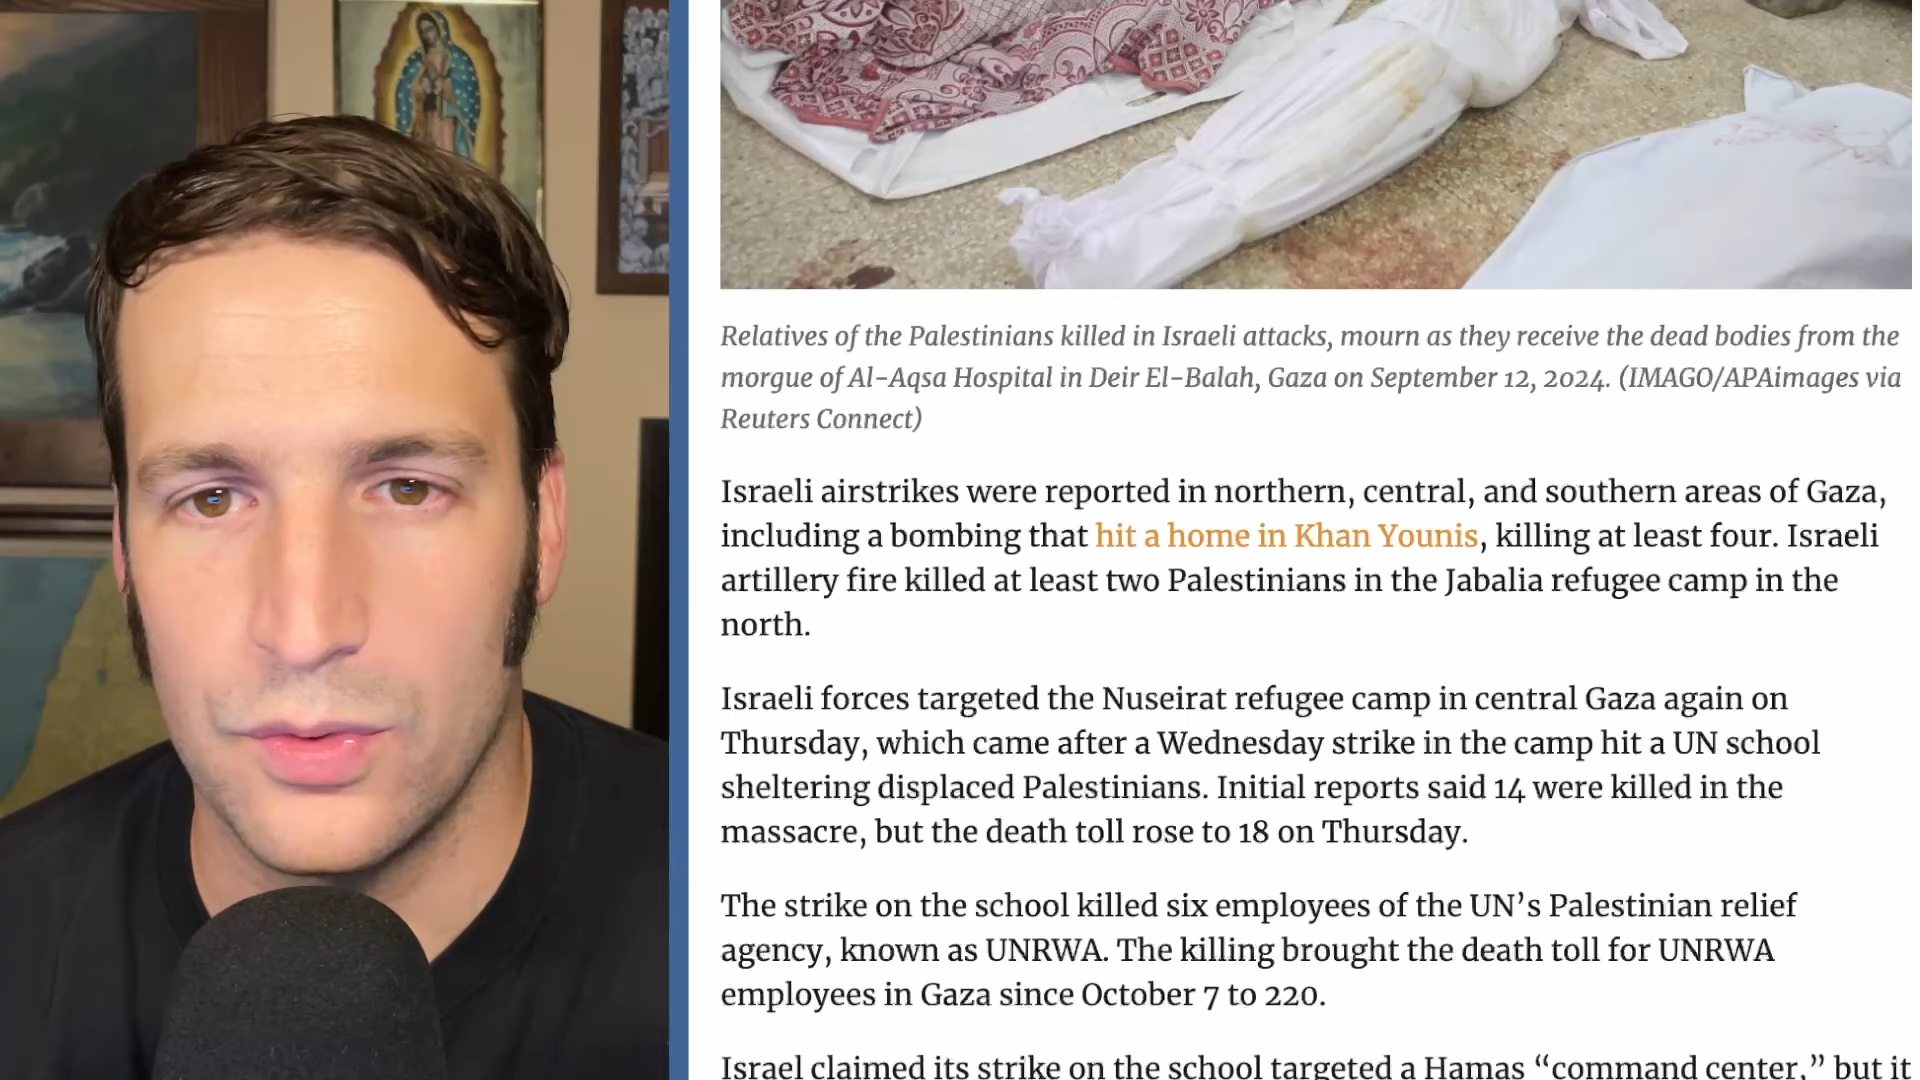 Relatives of the Palestinians killed in Israeli attacks, mourn as they receive the dead bodies from the
morgue of Al-Aqsa Hospital in Deir El-Balah, Gaza on September 12, 2024. (IMAGO/APAimages via
Reuters Connect)
Israeli airstrikes were reported in northern, central, and southern areas of Gaza,
including a bombing that hit a home in Khan Younis, killing at least four. Israeli
artillery fire killed at least two Palestinians in the Jabalia refugee camp in the
north.
Israeli forces targeted the Nuseirat refugee camp in central Gaza again on
Thursday, which came after a Wednesday strike in the camp hit a UN school
sheltering displaced Palestinians. Initial reports said 14 were killed in the
massacre, but the death toll rose to 18 on Thursday.
The strike on the school killed six employees of the UN’s Palestinian relief
agency, known as UNRWA. The killing brought the death toll for UNRWA
employees in Gaza since October 7 to 220.
Israel claimed its strike on the school targeted a Hamas “command center,” but it